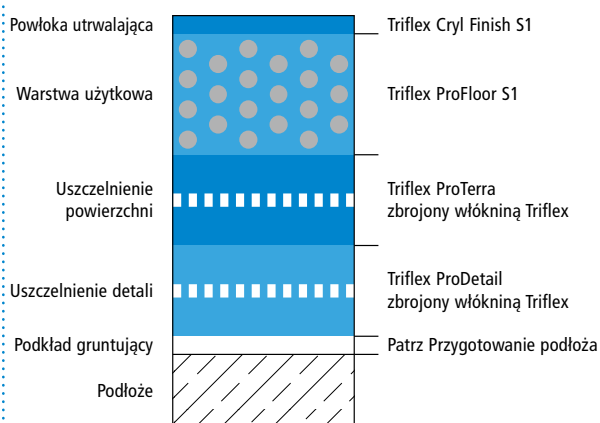 Powłoka utrwalająca
Triflex Cryl Finish S1
Warstwa użytkowa
Triflex ProFloor S1
Uszczelnienie
powierzchni
Triflex ProTerra
zbrojony włókniną Triflex
Uszczelnienie detali
Triflex ProDetail
zbrojony włókniną Triflex
Podkład gruntujący
Patrz Przygotowanie podłoża
Podłoże